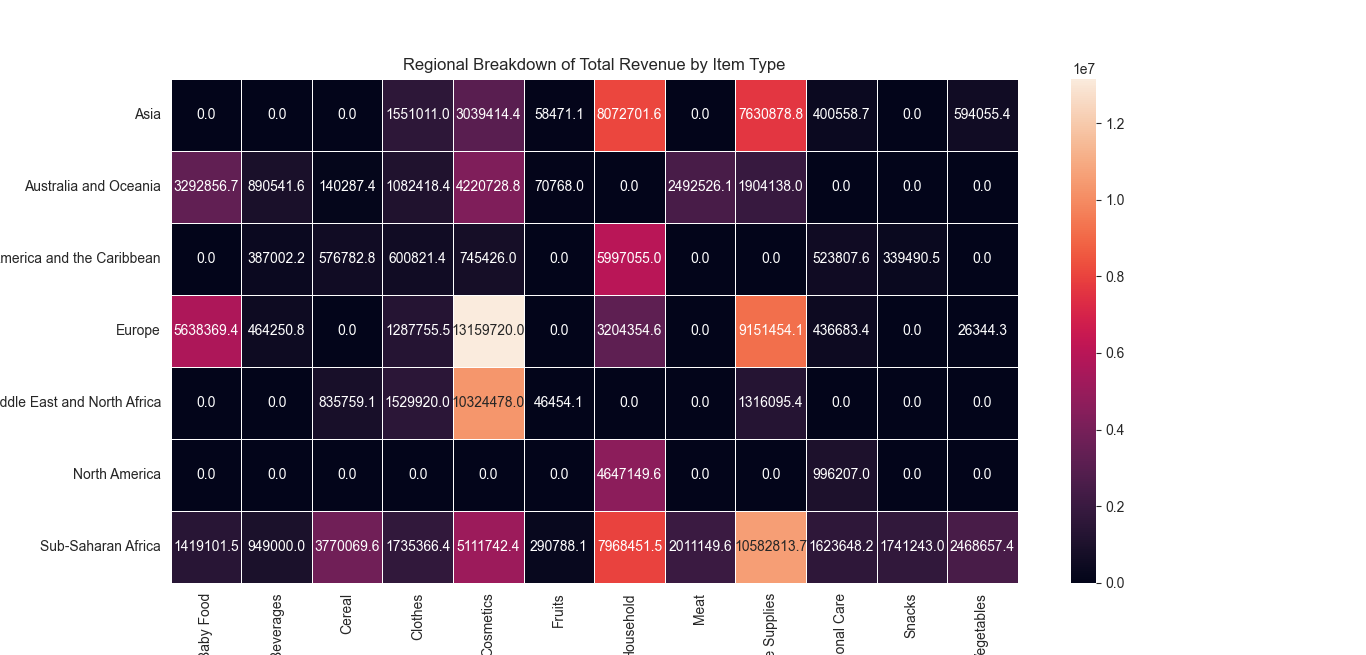 Regional Breakdown of Total Revenue by Item Type
1e7
Asia 0.0 0.0 0.0 1551011.0 3039414.4 58471.1 8072701.6 0.0 7630878.8 400558.7 0.0 594055.4
Australia and Oceania 3292856.7 890541.6 140287.4 1082418.4 4220728.8 70768.0 0.0 2492526.1 1904138.0 0.0 0.0 0.0
merica and the Caribbean 0.0 387002.2 576782.8 600821.4 745426.0 0.0 5997055.0 0.0 0.0 523807.6 339490.5 0.0
Europe 5638369.4 464250.8 0.0 1287755.5 13159720.0 0.0 3204354.6 0.0 9151454.1 436683.4 0.0 26344.3
ddle East and North Africa 0.0 0.0 835759.1 1529920.0 10324478.0 46454.1 0.0 0.0 1316095.4 0.0 0.0 0.0
North America 0.0 0.0 0.0 0.0 0.0 0.0 4647149.6 0.0 0.0 996207.0 0.0 0.0
Sub-Saharan Africa 1419101.5 949000.0 3770069.6 1735366.4 5111742.4 290788.1 7968451.5 2011149.6 10582813.7 1623648.2 1741243.0 2468657.4
Baby Food
Beverages
Cereal
Clothes
Cosmetics
Fruits
Household
Meat
e Supplies
onal Care
Snacks
egetables
1.2
1.0
0.8
0.6
0.4
0.2
0.0